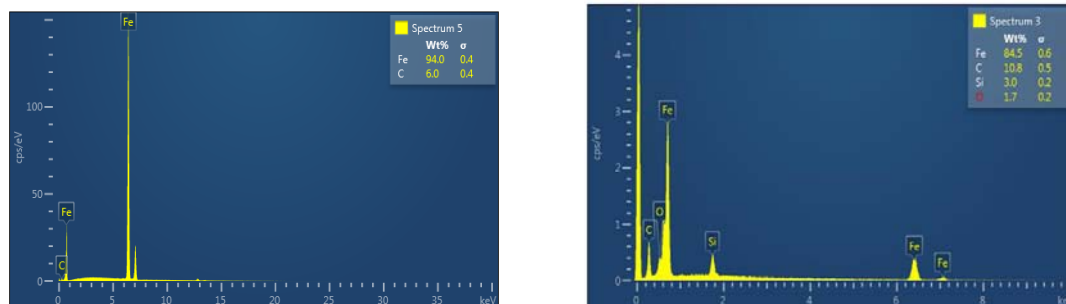 Spectrum 5
Wt% σ
Fe 94.0 0.4
C 6.0 0.4
Fe
Fe
C
cps/eV
100
50
0
0 5 10 15 20 25 30 35 keV
Spectrum 3
Wt% σ
Fe 84.5 0.6
C 10.8 0.5
Si 3.0 0.2
O 1.7 0.2
Fe
O
C
Si
Fe
Fe
cps/eV
4
3
2
1
0
0 2 4 6 8